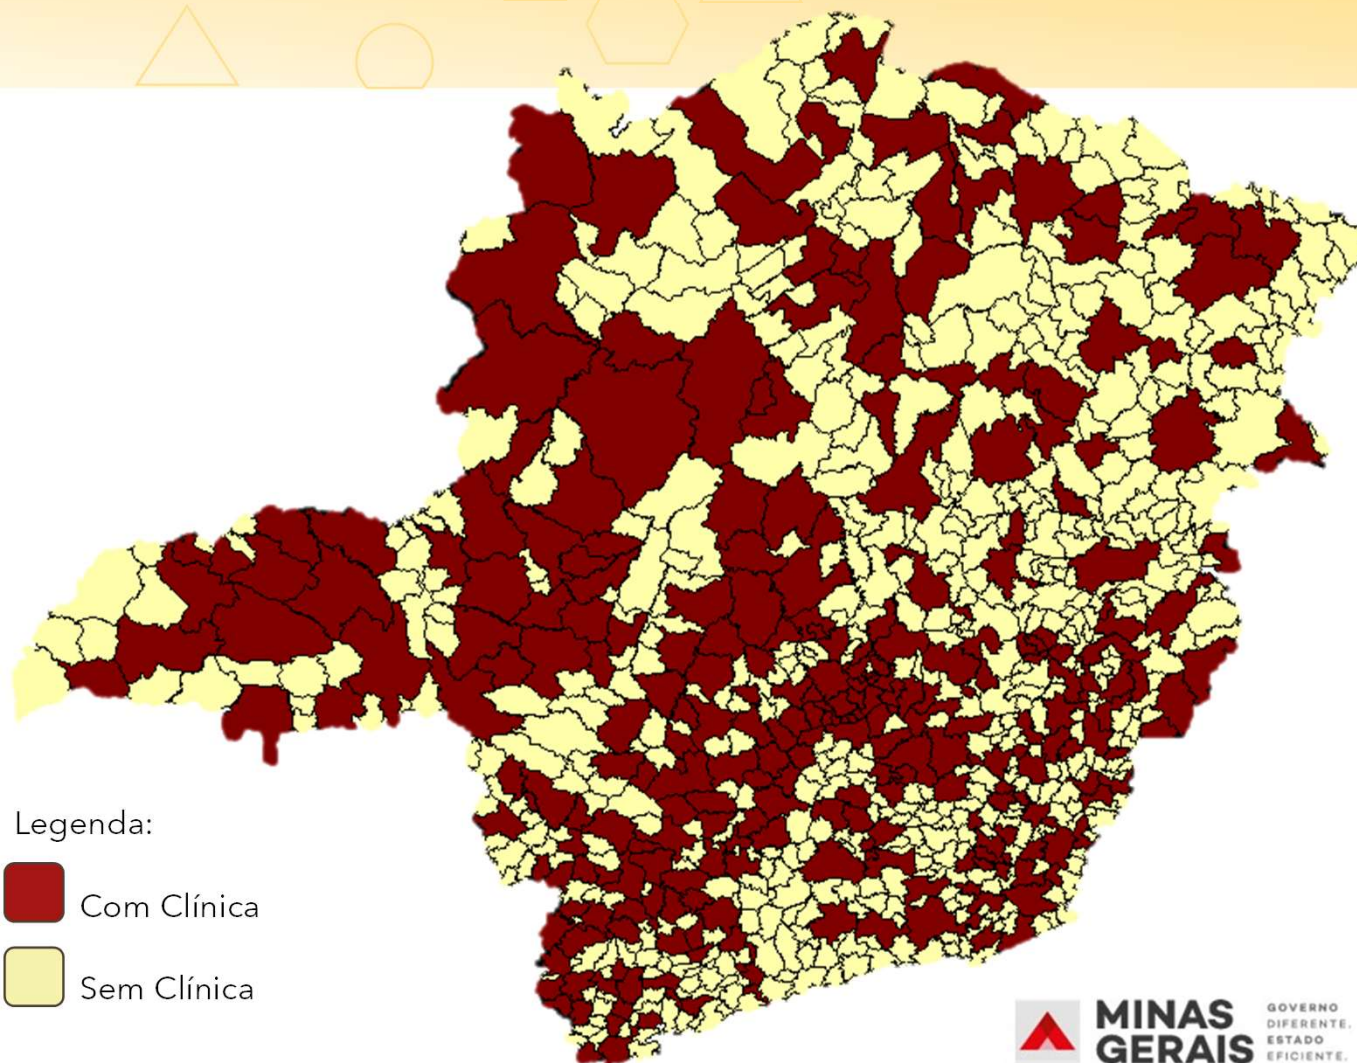 Legenda:
Com Clínica
Sem Clínica
MINAS
GERAIS
GOVERNO
DIFERENTE.
ESTADO
EFICIENTE.